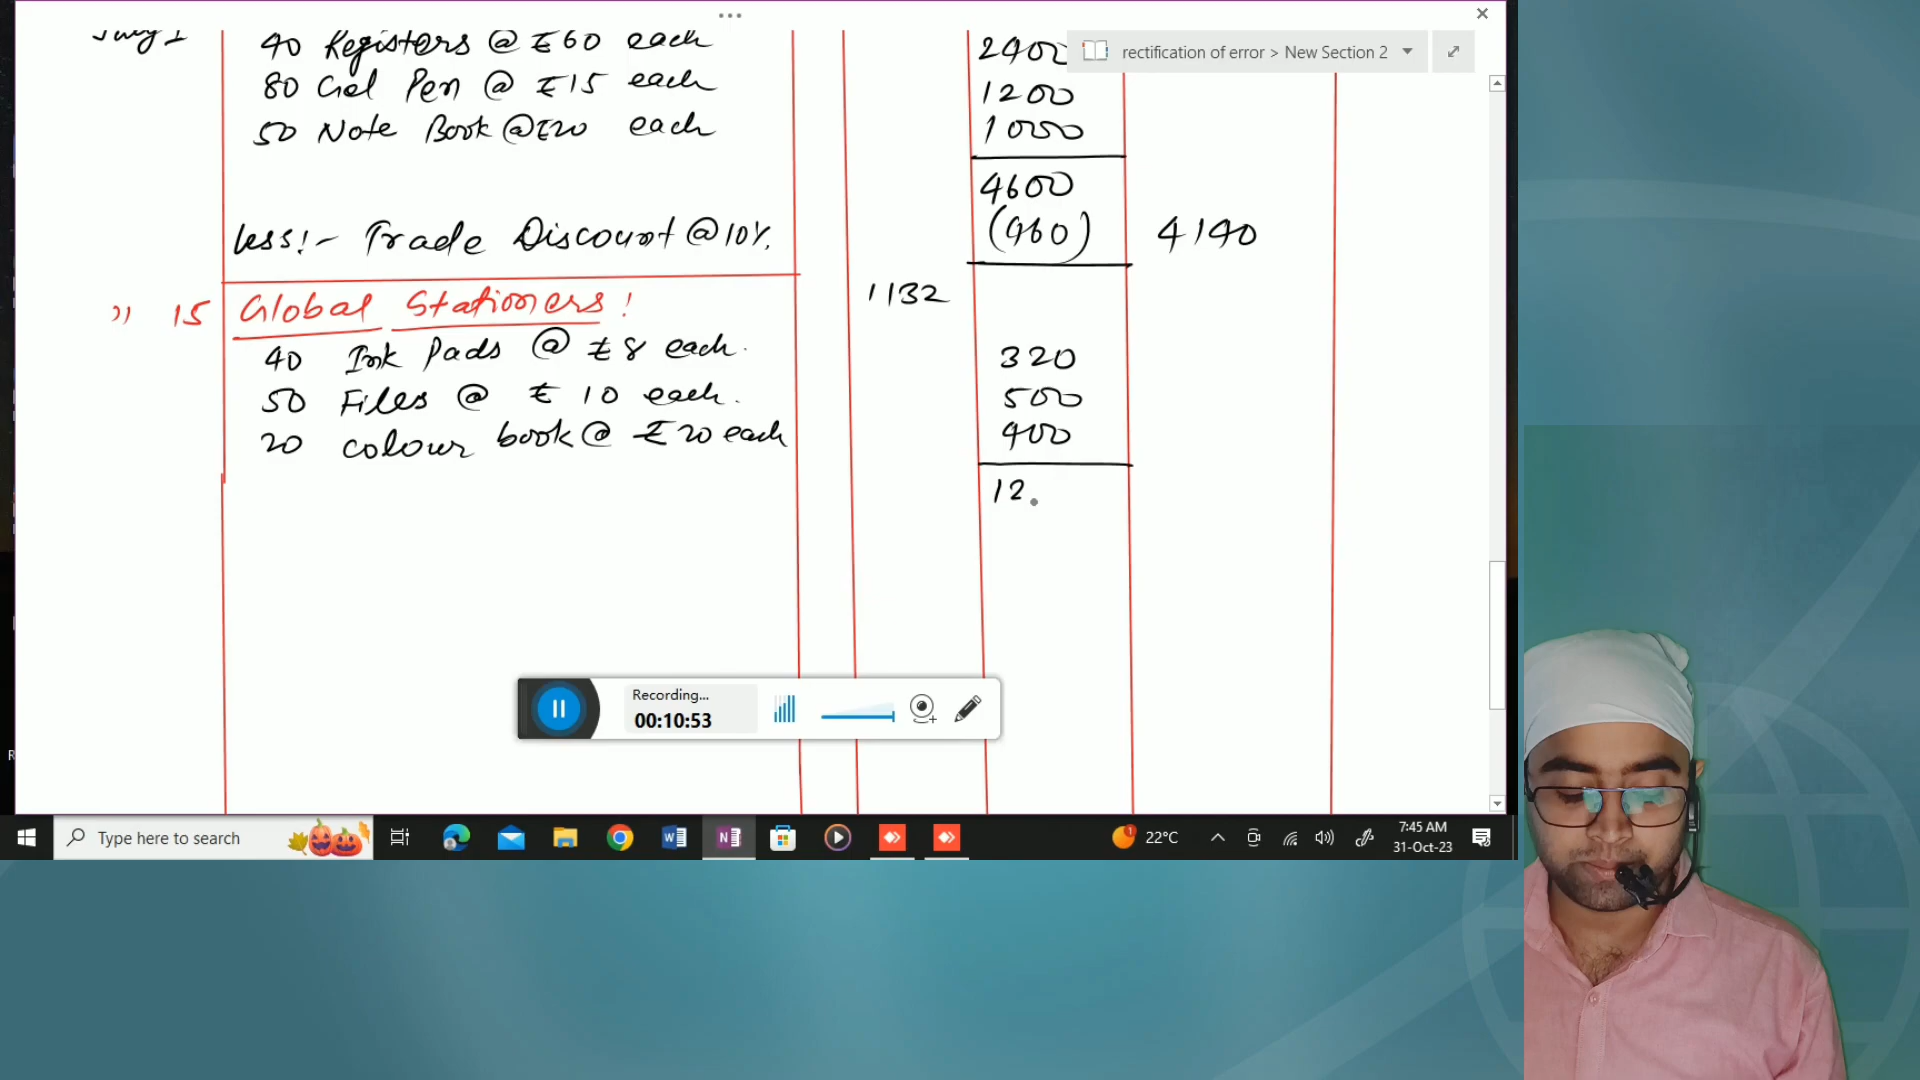 July 1
40 Registers @ ₹60 each 2400
80 Gel Pen @ ₹15 each 1200
50 Note Book @ ₹20 each 1000
4600
Less:- Trade Discount @ 10% (460) 4140
" 15 Global Stationers: 1132
40 Ink Pads @ ₹8 each. 320
50 Files @ ₹ 10 each. 500
20 colour book @ ₹20 each 400
12
rectification of error > New Section 2
Recording...
00:10:53
Type here to search
22°C
7:45 AM
31-Oct-23